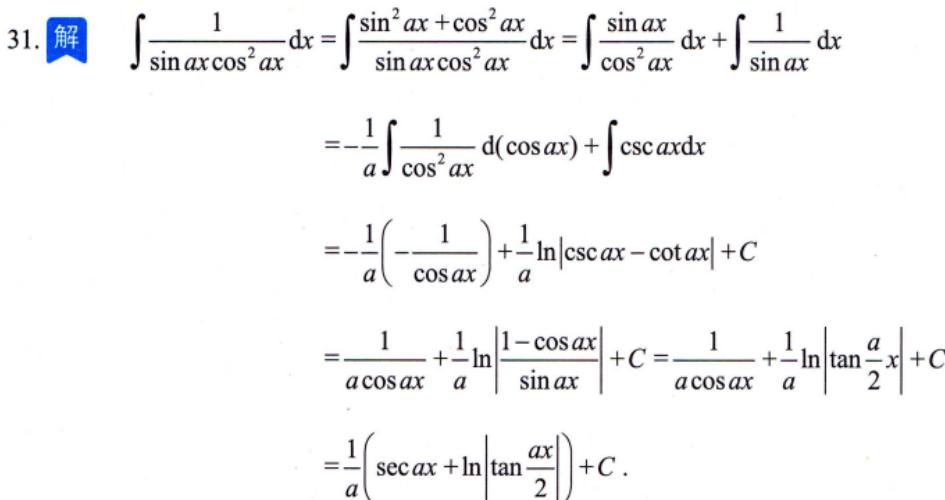 31. 解 ∫ 1/(sin ax cos² ax) dx = ∫ (sin² ax + cos² ax)/(sin ax cos² ax) dx = ∫ sin ax/cos² ax dx + ∫ 1/sin ax dx
= -1/a ∫ 1/cos² ax d(cos ax) + ∫ csc axdx
= -1/a (-1/cos ax) + 1/a ln|csc ax - cot ax| + C
= 1/(a cos ax) + 1/a ln|(1 - cos ax)/sin ax| + C = 1/(a cos ax) + 1/a ln|tan a/2 x| + C
= 1/a (sec ax + ln|tan ax/2|) + C .